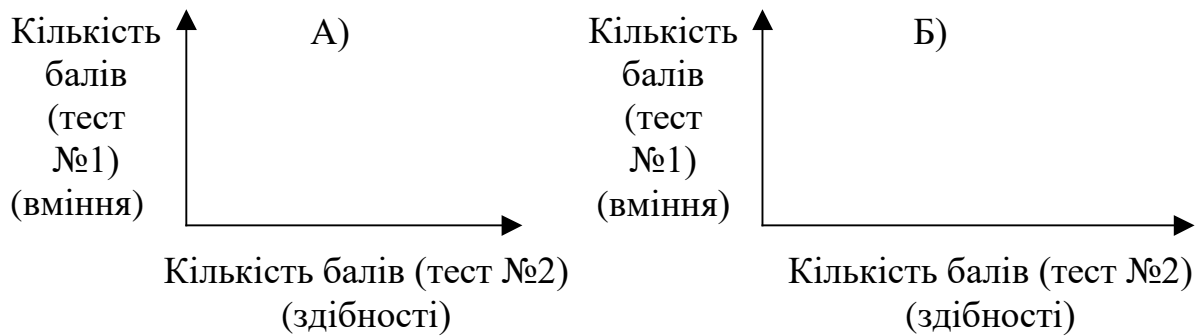 Кількість
балів
(тест
№1)
(вміння)
А)
Кількість балів (тест №2)
(здібності)
Кількість
балів
(тест
№1)
(вміння)
Б)
Кількість балів (тест №2)
(здібності)